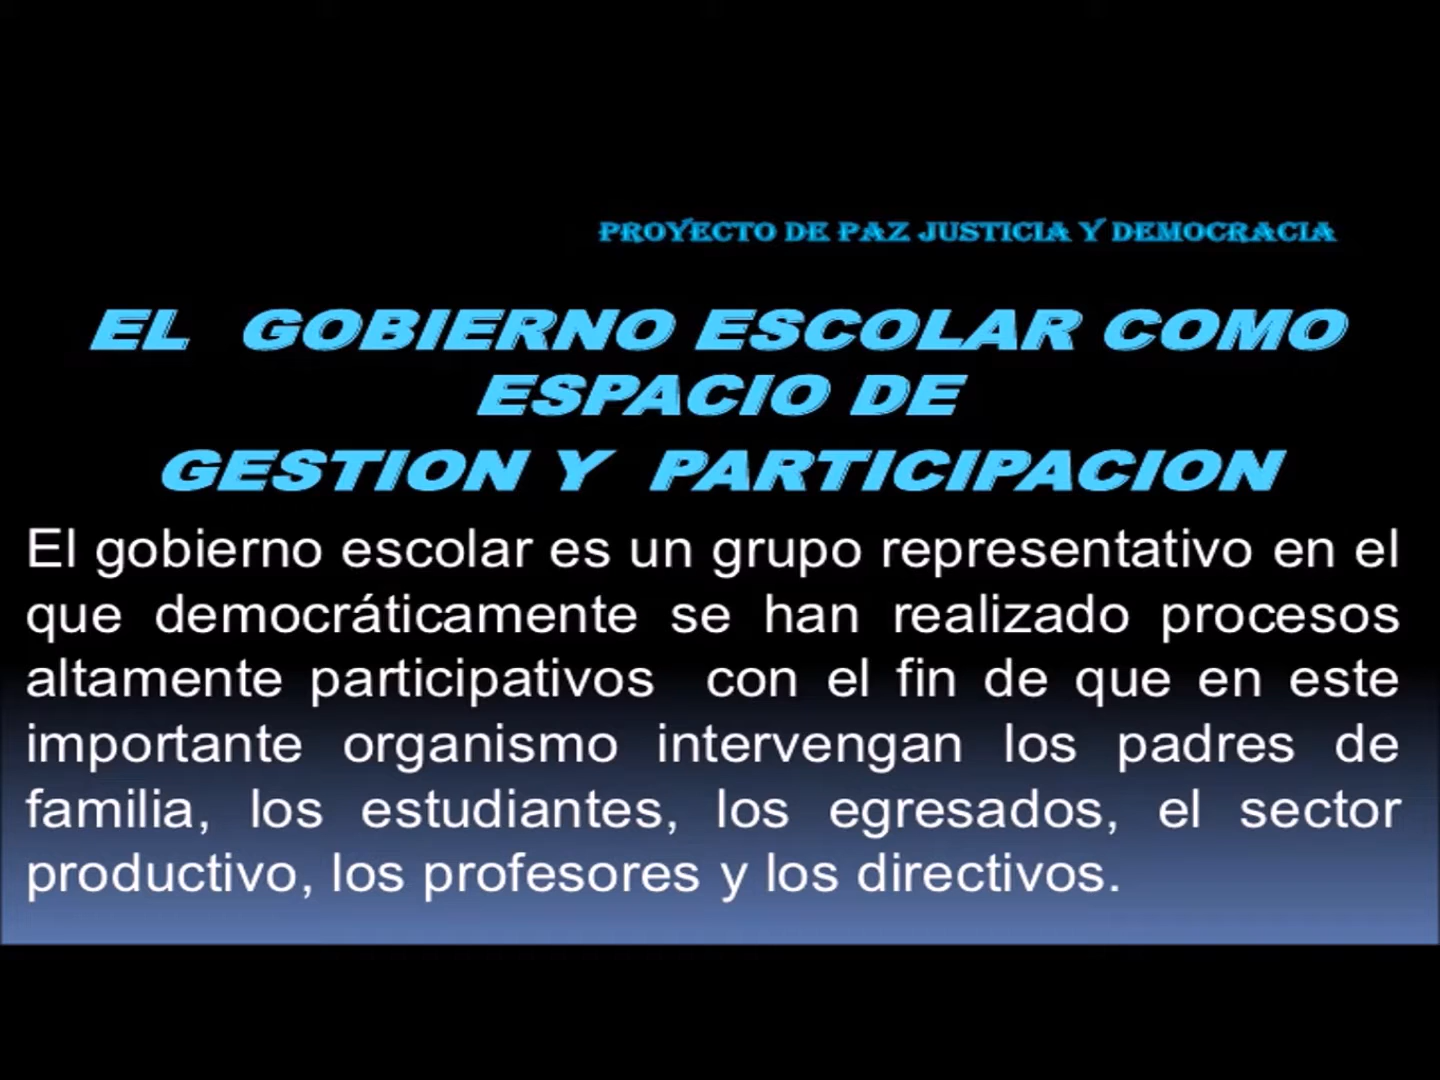 PROYECTO DE PAZ JUSTICIA Y DEMOCRACIA
EL GOBIERNO ESCOLAR COMO
ESPACIO DE
GESTION Y PARTICIPACION
El gobierno escolar es un grupo representativo en el
que democráticamente se han realizado procesos
altamente participativos con el fin de que en este
importante organismo intervengan los padres de
familia, los estudiantes, los egresados, el sector
productivo, los profesores y los directivos.